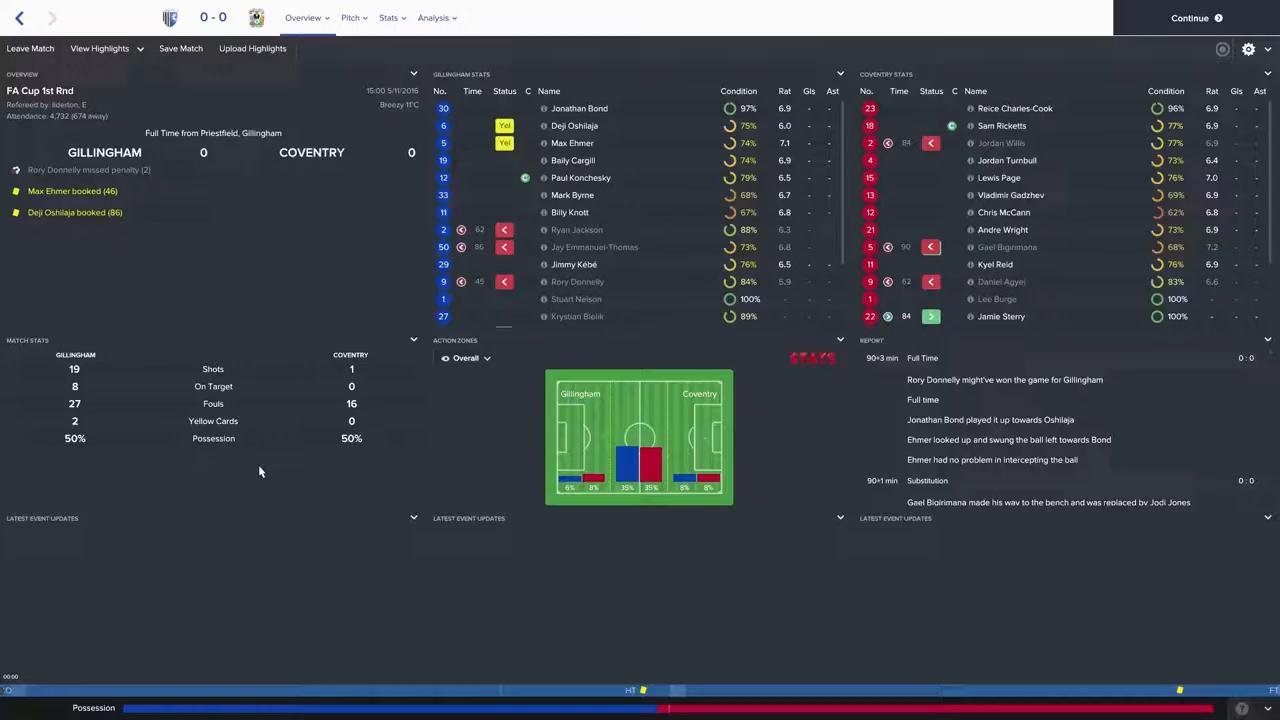 0 - 0
Overview
Pitch
Stats
Analysis
Continue
Leave Match
View Highlights
Save Match
Upload Highlights
OVERVIEW
FA Cup 1st Rnd
15:00 5/11/2016
Refereed by: Ilderton, E
Breezy 11°C
Attendance: 4,732 (674 away)
Full Time from Priestfield, Gillingham
GILLINGHAM 0 COVENTRY 0
Rory Donnelly missed penalty (2)
Max Ehmer booked (46)
Deji Oshilaja booked (86)
GILLINGHAM STATS
No. Time Status C Name Condition Rat Gls Ast
30 Jonathan Bond 97% 6.9 - -
6 Yel Deji Oshilaja 75% 6.0 - -
5 Yel Max Ehmer 74% 7.1 - -
19 Baily Cargill 74% 6.9 - -
12 C Paul Konchesky 79% 6.5 - -
33 Mark Byrne 68% 6.7 - -
11 Billy Knott 67% 6.8 - -
2 62 Ryan Jackson 88% 6.3 - -
50 86 Jay Emmanuel-Thomas 73% 6.8 - -
29 Jimmy Kébé 76% 6.5 - -
9 45 Rory Donnelly 84% 5.9 - -
1 Stuart Nelson 100% - - -
27 Krystian Bielik 89% - - -
COVENTRY STATS
No. Time Status C Name Condition Rat Gls Ast
23 Reice Charles-Cook 96% 6.9 - -
18 C Sam Ricketts 77% 6.9 - -
2 84 Jordan Willis 77% 6.9 - -
4 Jordan Turnbull 73% 6.4 - -
15 Lewis Page 76% 7.0 - -
13 Vladimir Gadzhev 69% 6.9 - -
12 Chris McCann 62% 6.8 - -
21 Andre Wright 73% 6.9 - -
5 90 Gael Bigirimana 68% 7.2 - -
11 Kyel Reid 76% 6.9 - -
9 62 Daniel Agyei 83% 6.6 - -
1 Lee Burge 100% - - -
22 84 Jamie Sterry 100% - - -
MATCH STATS
GILLINGHAM COVENTRY
19 Shots 1
8 On Target 0
27 Fouls 16
2 Yellow Cards 0
50% Possession 50%
ACTION ZONES
Overall
STAYS
Gillingham Coventry
6% 8% 35% 35% 8% 8%
REPORT
90+3 min Full Time 0 : 0
Rory Donnelly might've won the game for Gillingham
Full time
Jonathan Bond played it up towards Oshilaja
Ehmer looked up and swung the ball left towards Bond
Ehmer had no problem in intercepting the ball
90+1 min Substitution 0 : 0
Gael Bigirimana made his way to the bench and was replaced by Jodi Jones
LATEST EVENT UPDATES
LATEST EVENT UPDATES
LATEST EVENT UPDATES
00:00
KO HT FT
Possession